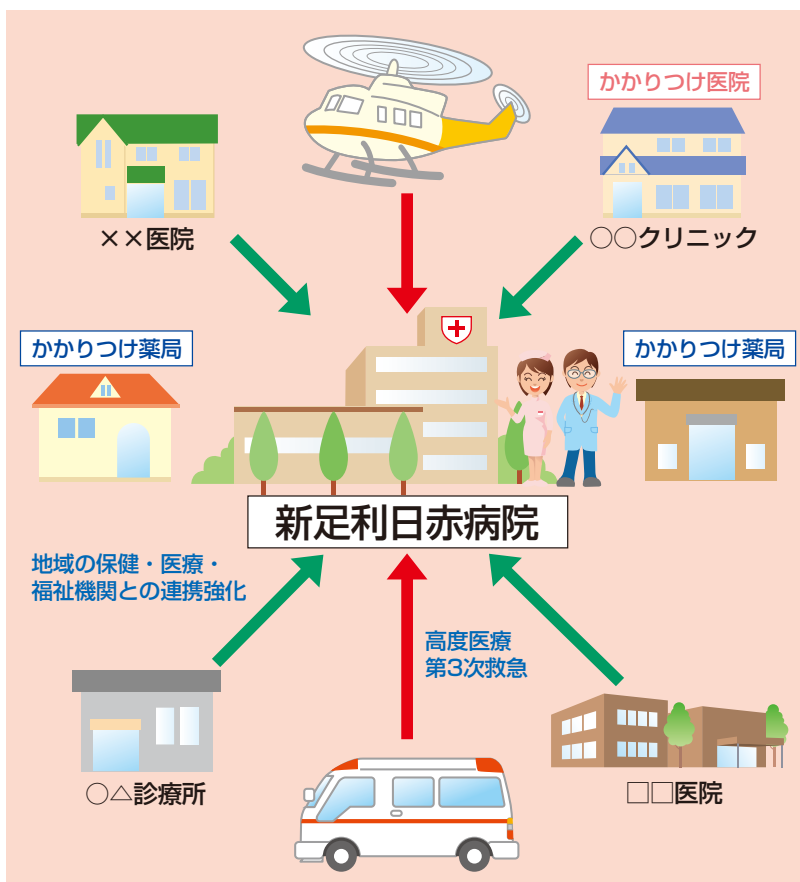 かかりつけ医院
××医院
○○クリニック
かかりつけ薬局
かかりつけ薬局
新足利日赤病院
地域の保健・医療・
福祉機関との連携強化
高度医療
第3次救急
○△診療所
□□医院